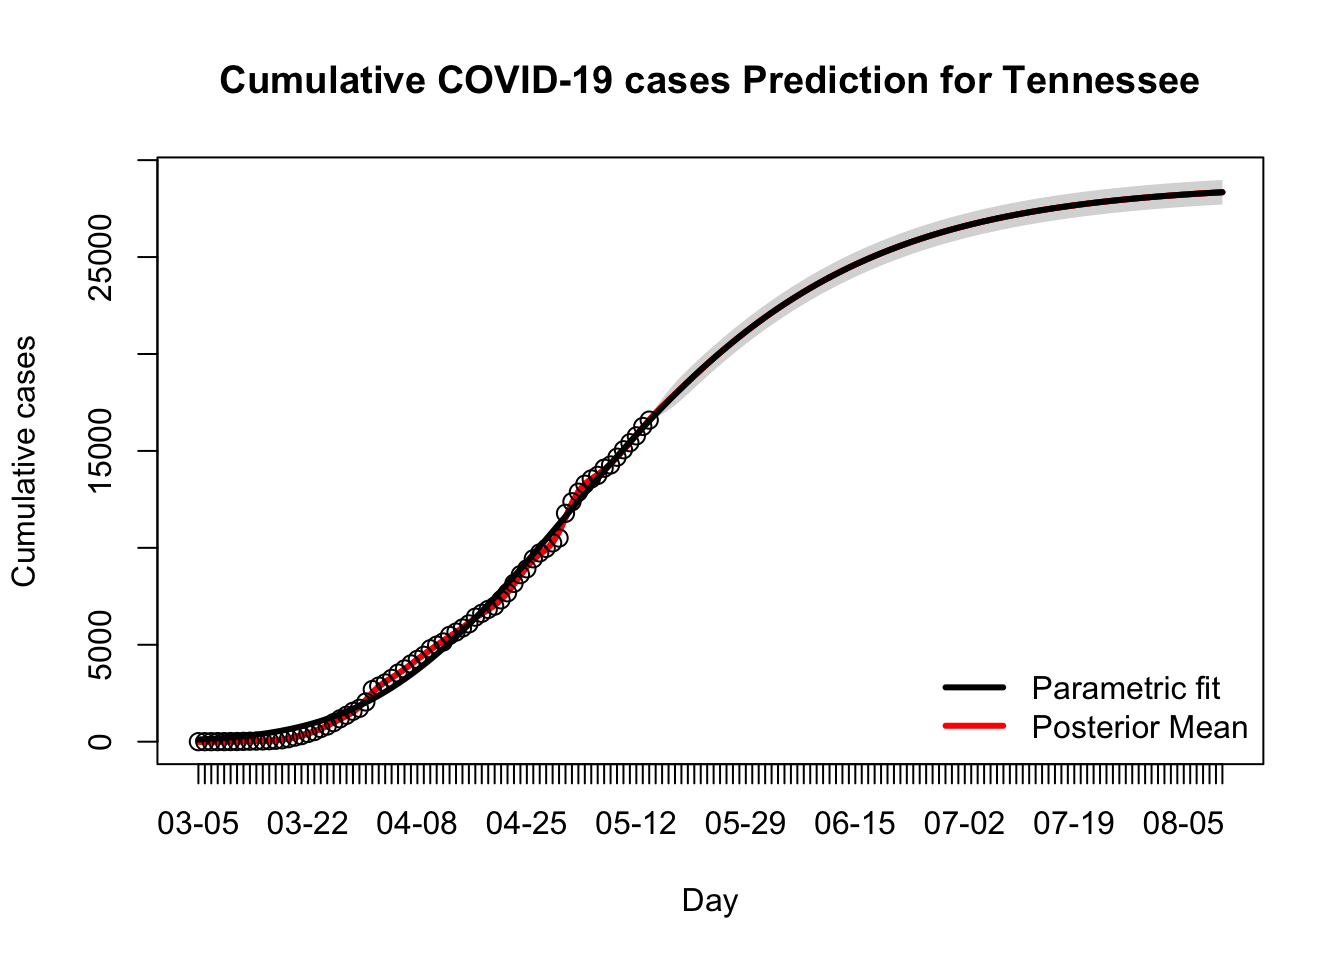 Cumulative COVID-19 cases Prediction for Tennessee
Cumulative cases
25000
15000
5000
0
Parametric fit
Posterior Mean
03-05 03-22 04-08 04-25 05-12 05-29 06-15 07-02 07-19 08-05
Day